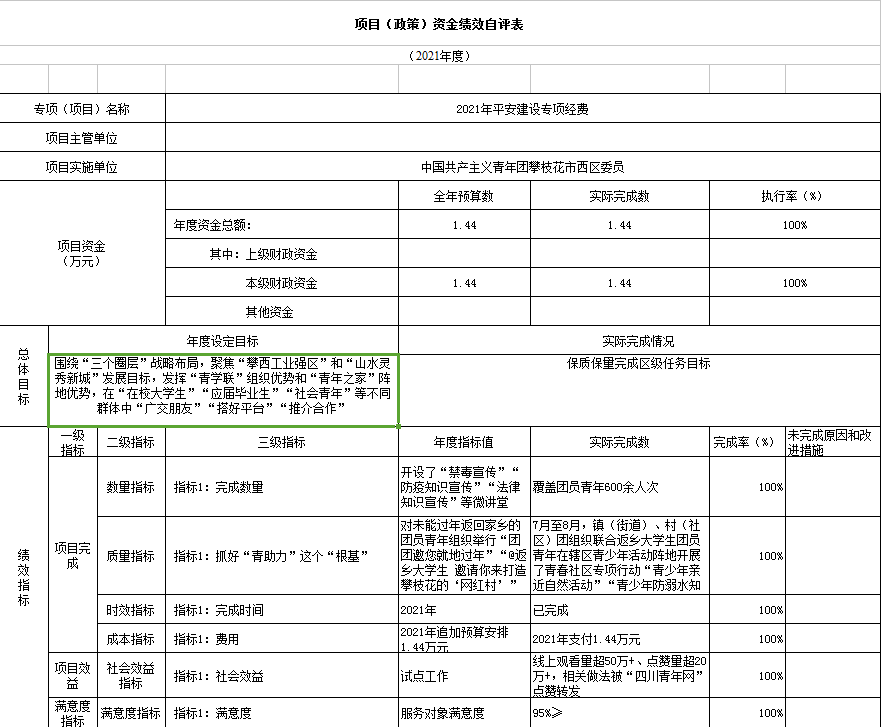 项目（政策）资金绩效自评表
（2021年度）
专项（项目）名称
2021年平安建设专项经费
项目主管单位
项目实施单位
中国共产主义青年团攀枝花市西区委员
项目资金
（万元）
全年预算数
实际完成数
执行率（%）
年度资金总额：
1.44
1.44
100%
其中：上级财政资金
本级财政资金
1.44
1.44
100%
其他资金
总体目标
年度设定目标
实际完成情况
围绕“三个圈层”战略布局，聚焦“攀西工业强区”和“山水灵
秀新城”发展目标，发挥“青学联”组织优势和“青年之家”阵
地优势，在“在校大学生”“应届毕业生”“社会青年”等不同
群体中“广交朋友”“搭好平台”“推介合作”
保质保量完成区级任务目标
绩效指标
一级
指标
二级指标
三级指标
年度指标值
实际完成数
完成率（%）
未完成原因和改
进措施
项目完
成
数量指标
指标1：完成数量
开设了“禁毒宣传”“
防疫知识宣传”“法律
知识宣传”等微讲堂
覆盖团员青年600余人次
100%
质量指标
指标1：抓好“青助力”这个“根基”
对未能过年返回家乡的
团员青年组织举行“团
团邀您就地过年”“@返
乡大学生 邀请你来打造
攀枝花的‘网红村’”
7月至8月，镇（街道）、村（社
区）团组织联合返乡大学生团员
青年在辖区青少年活动阵地开展
了青春社区专项行动“青少年亲
近自然活动”“青少年防溺水知
100%
时效指标
指标1：完成时间
2021年
已完成
100%
成本指标
指标1：费用
2021年追加预算安排
1.44万元
2021年支付1.44万元
100%
项目效
益
社会效益
指标
指标1：社会效益
试点工作
线上观看量超50万+、点赞量超20
万+，相关做法被“四川青年网”
点赞转发
100%
满意度
指标
满意度指标
指标1：满意度
服务对象满意度
95%≥
100%